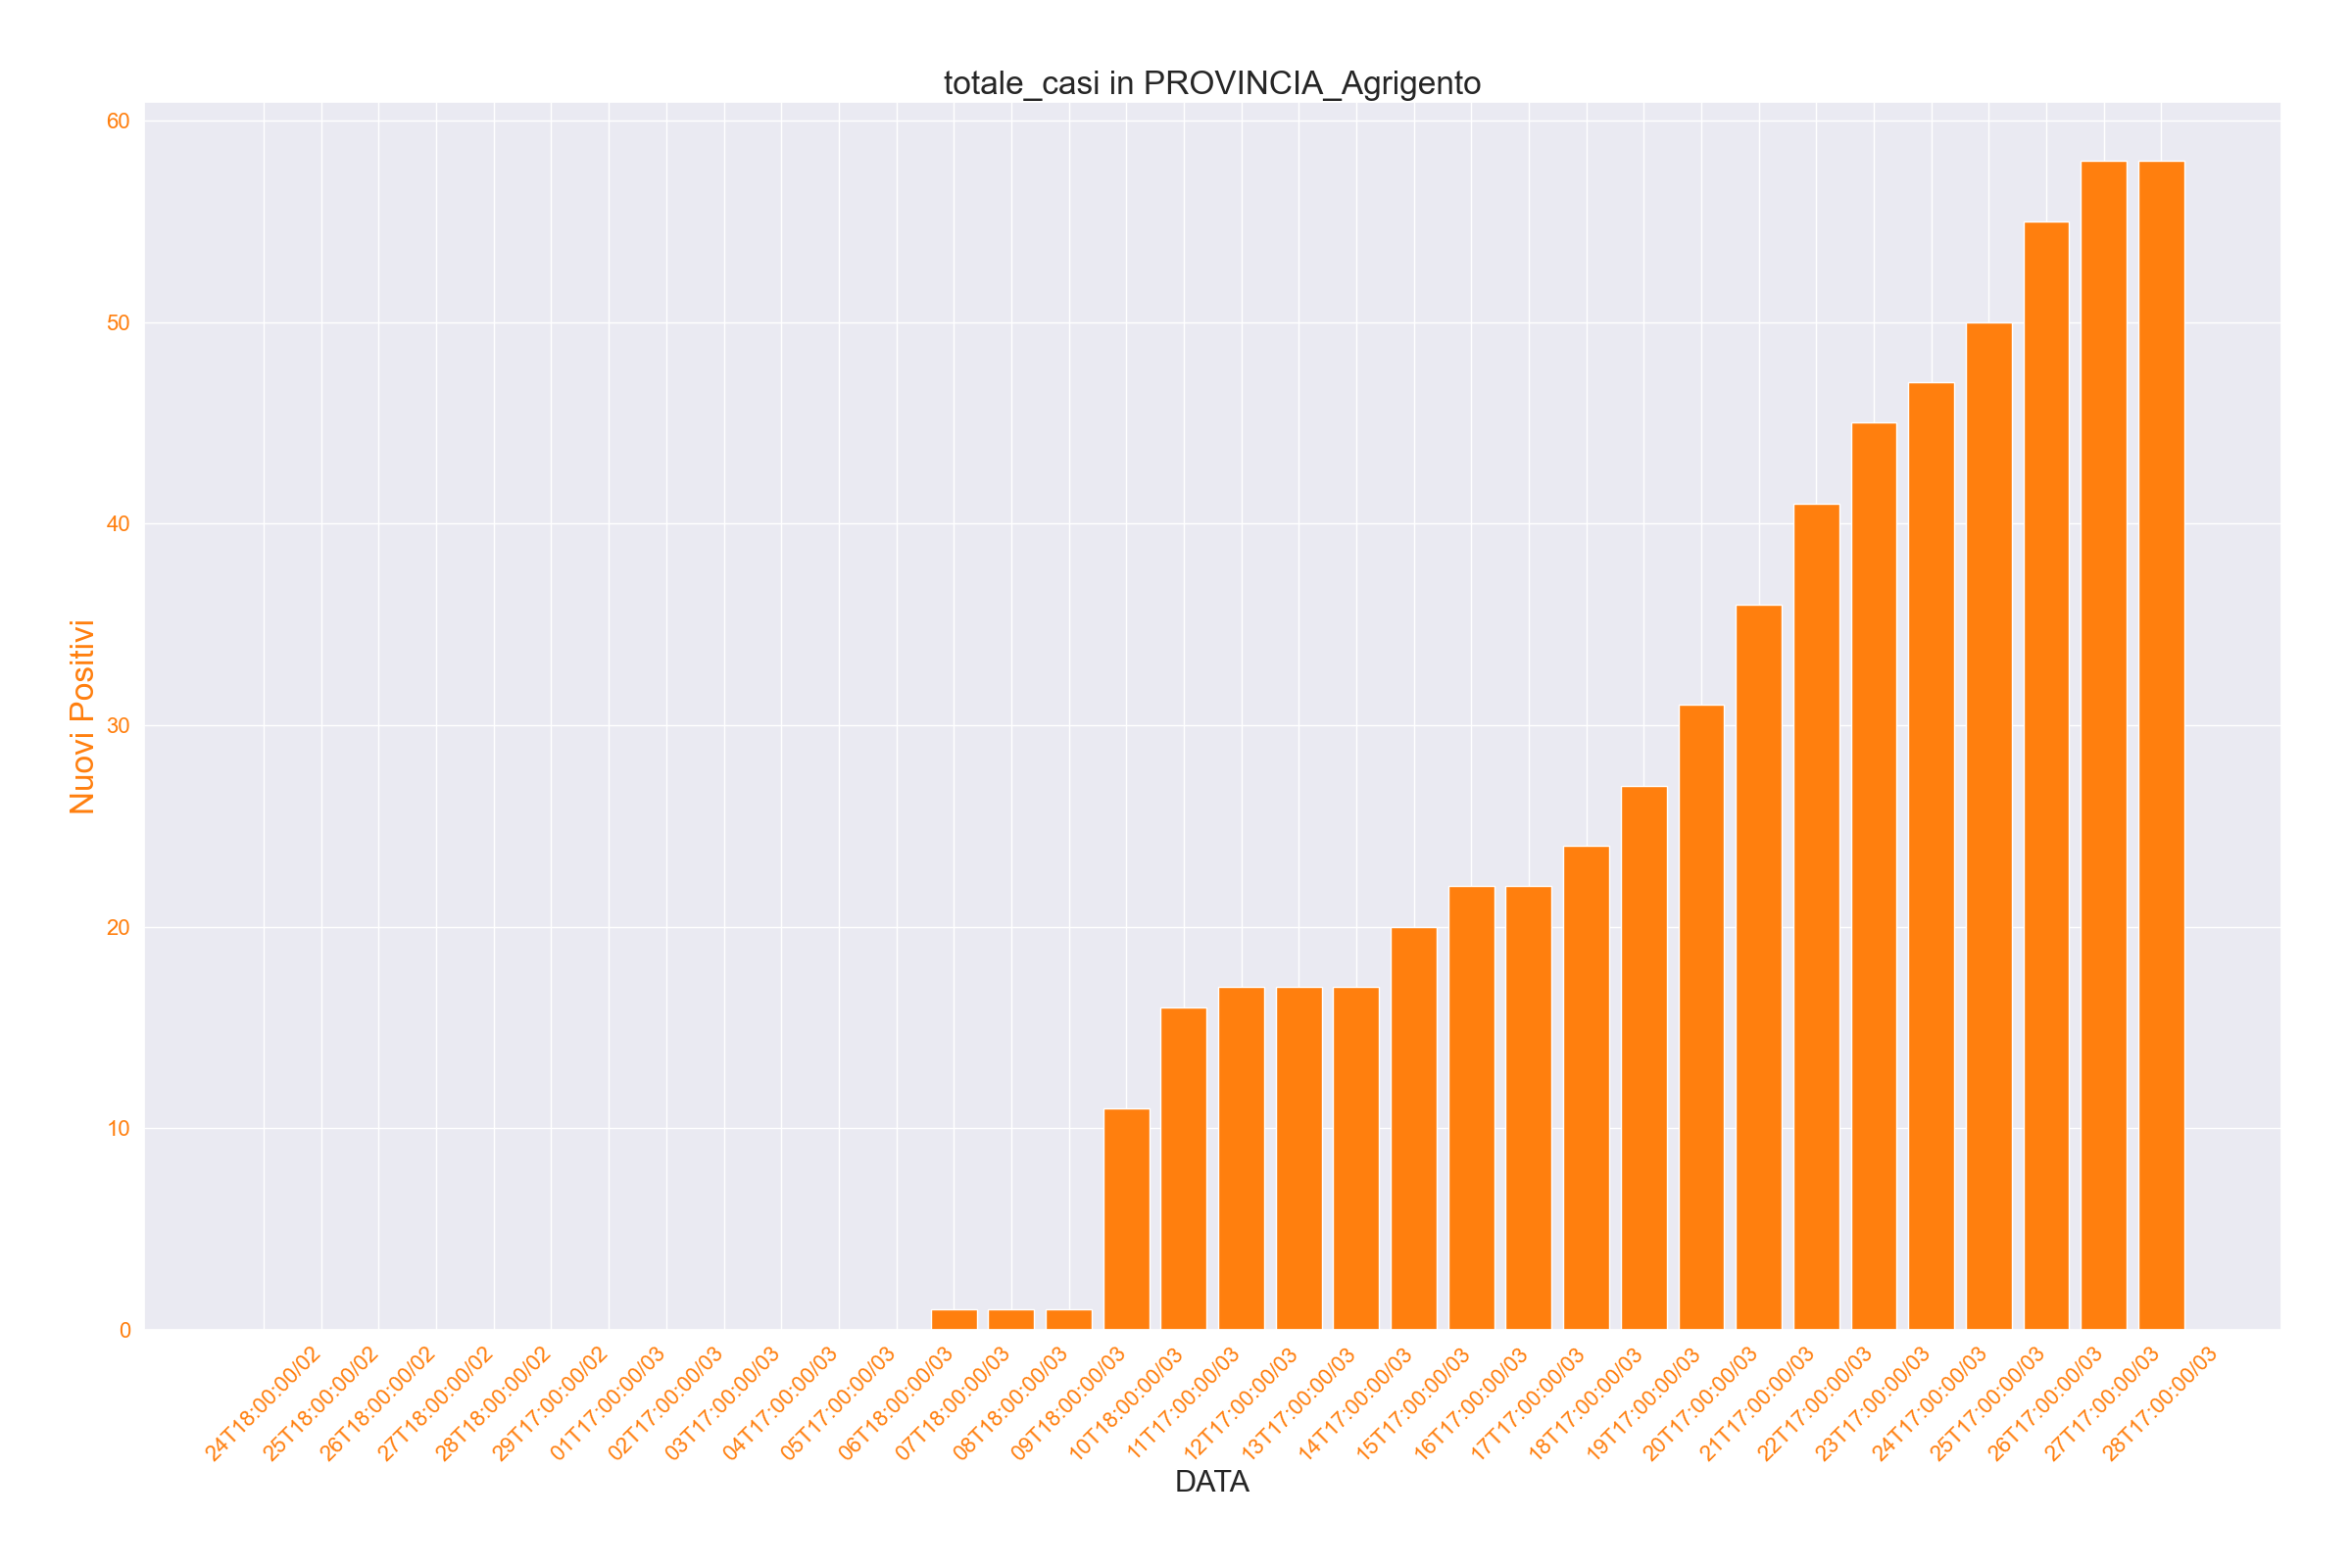 totale_casi in PROVINCIA_Agrigento
60
50
40
30
20
10
0
Nuovi Positivi
24T18:00:00/02
25T18:00:00/02
26T18:00:00/02
27T18:00:00/02
28T18:00:00/02
29T17:00:00/02
01T17:00:00/03
02T17:00:00/03
03T17:00:00/03
04T17:00:00/03
05T17:00:00/03
06T18:00:00/03
07T18:00:00/03
08T18:00:00/03
09T18:00:00/03
10T18:00:00/03
11T17:00:00/03
12T17:00:00/03
13T17:00:00/03
14T17:00:00/03
15T17:00:00/03
16T17:00:00/03
17T17:00:00/03
18T17:00:00/03
19T17:00:00/03
20T17:00:00/03
21T17:00:00/03
22T17:00:00/03
23T17:00:00/03
24T17:00:00/03
25T17:00:00/03
26T17:00:00/03
27T17:00:00/03
28T17:00:00/03
DATA